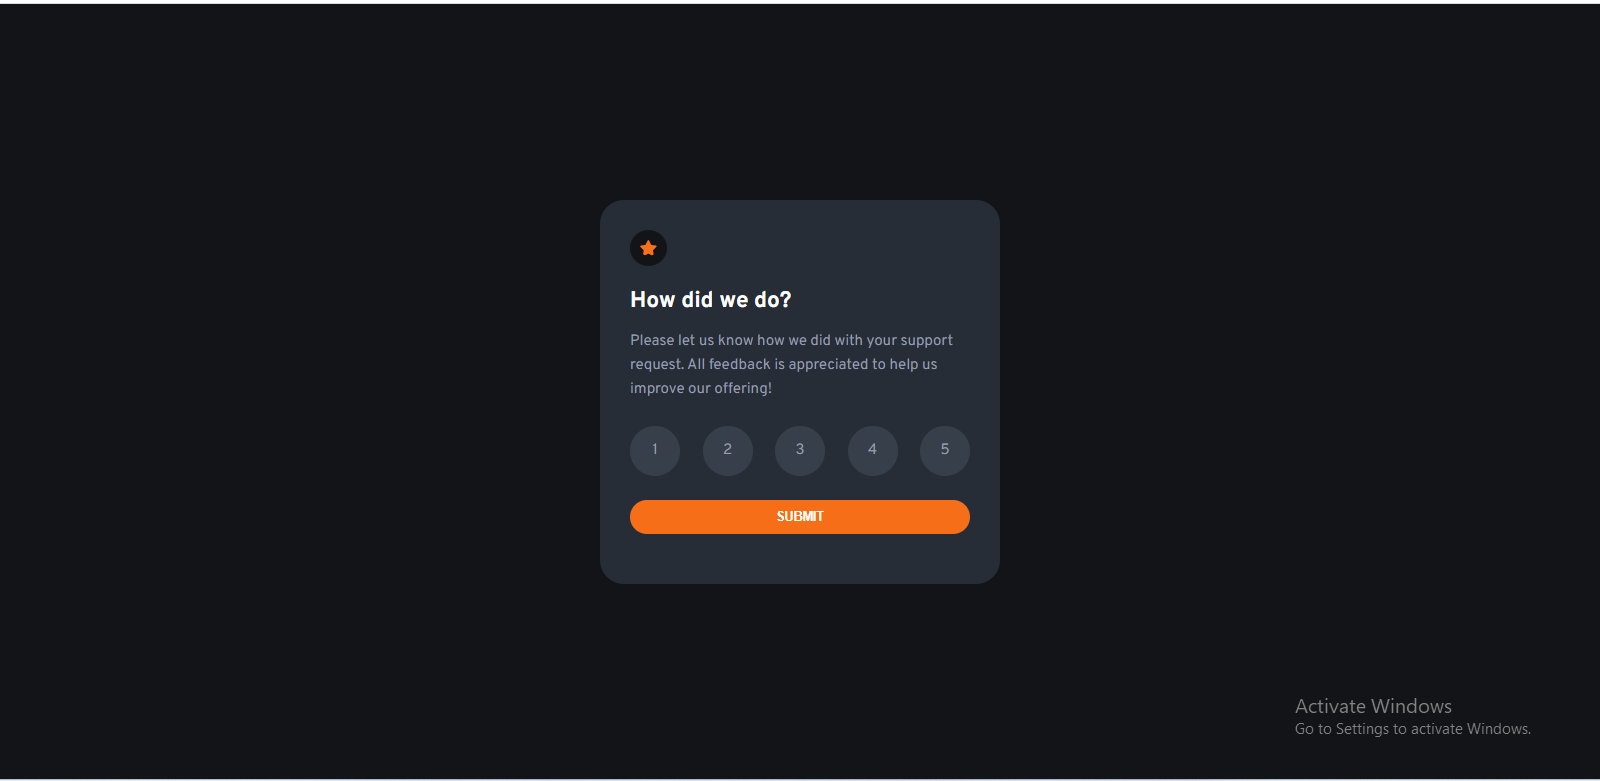 How did we do?
Please let us know how we did with your support
request. All feedback is appreciated to help us
improve our offering!
1 2 3 4 5
SUBMIT
Activate Windows
Go to Settings to activate Windows.